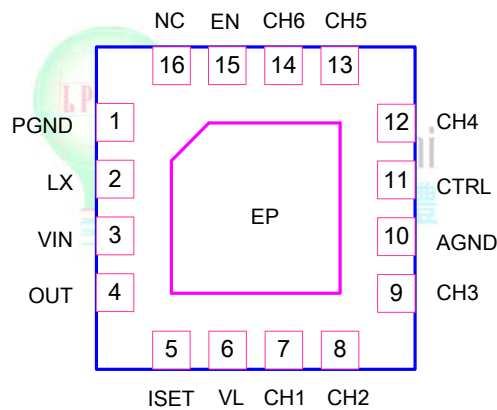 NC EN CH6 CH5
16 15 14 13
PGND 1 12 CH4
LX 2 11 CTRL
VIN 3 EP 10 AGND
OUT 4 9 CH3
5 6 7 8
ISET VL CH1 CH2